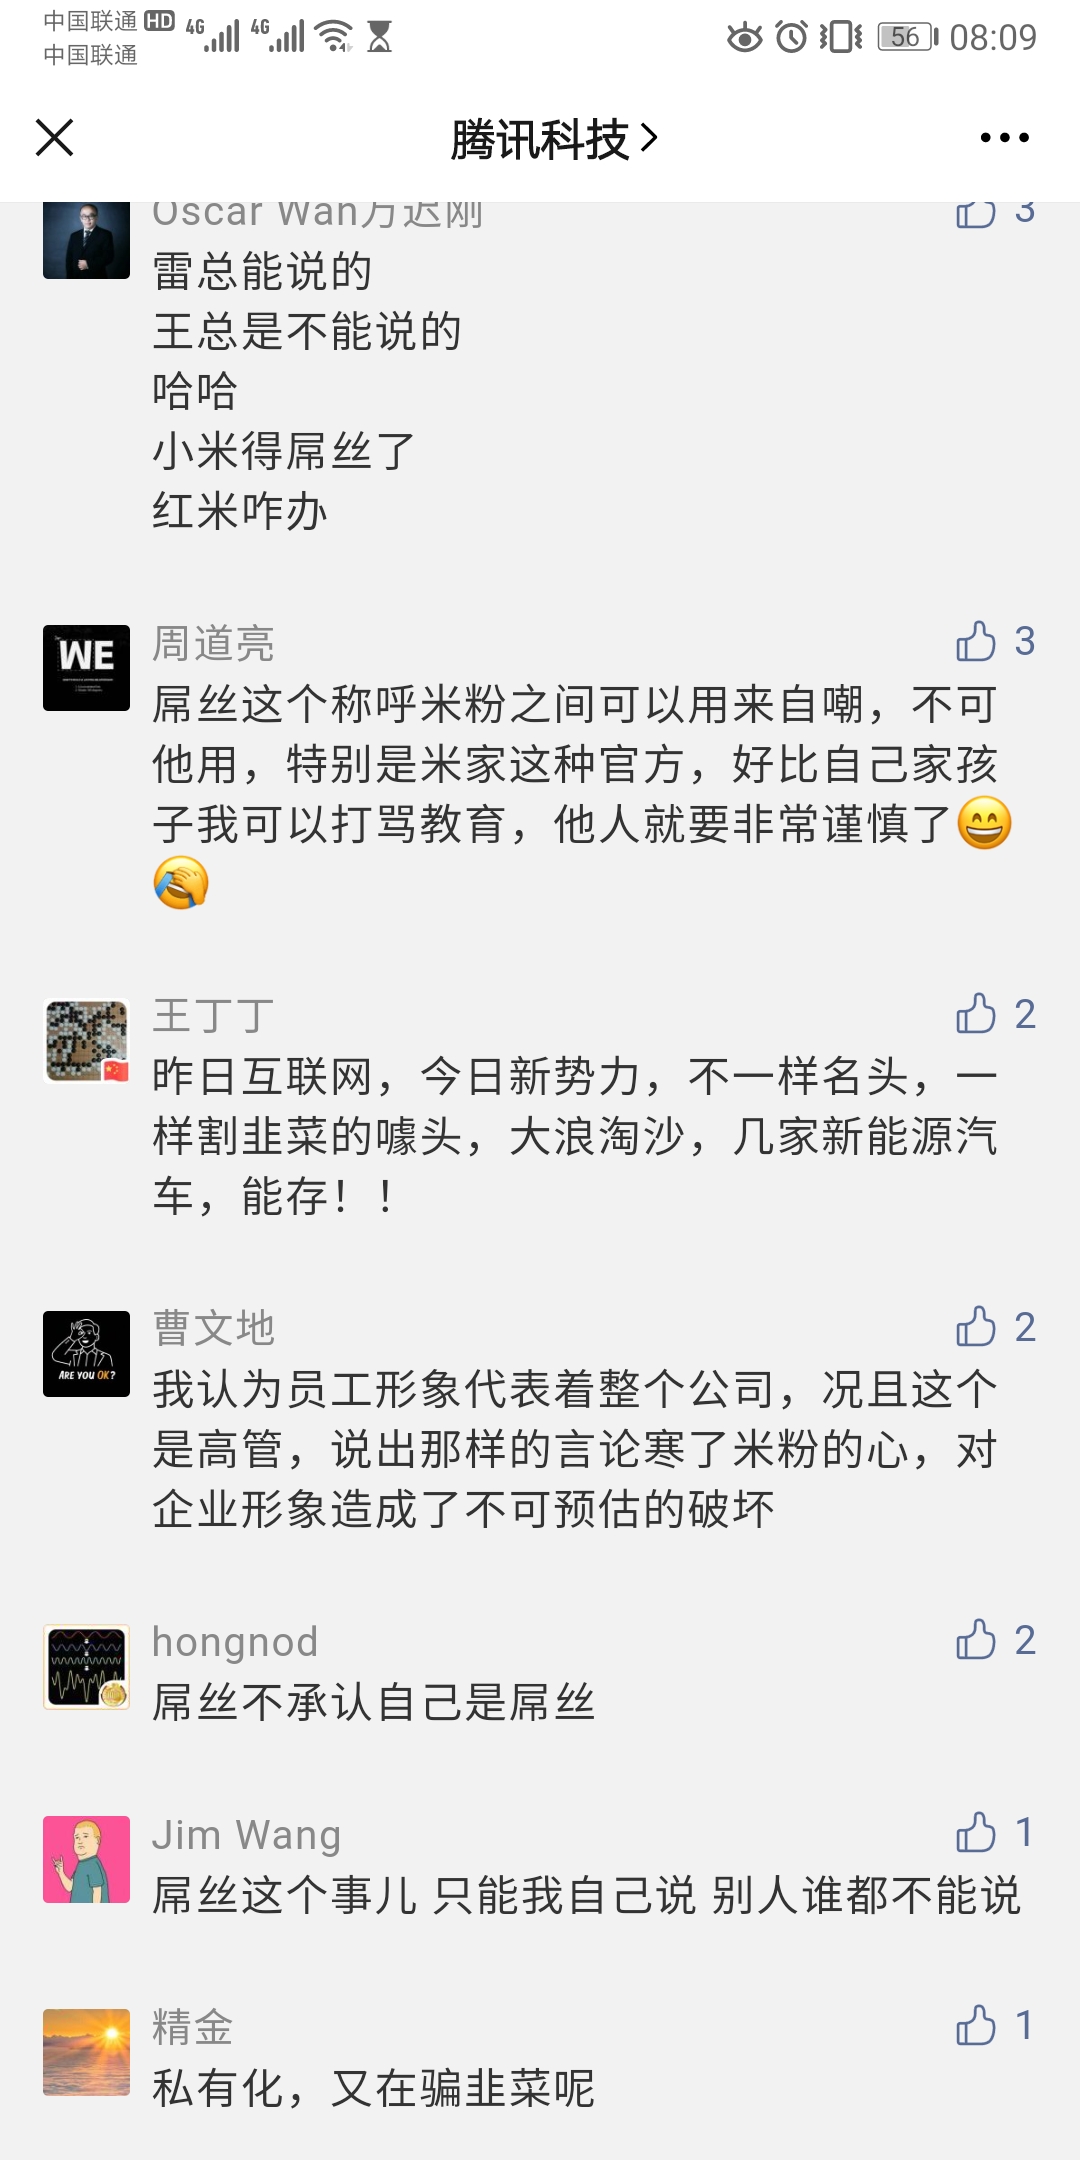 中国联通 HD 4G 4G 56 08:09
中国联通
腾讯科技
Oscar Wan万迟刚 3
雷总能说的
王总是不能说的
哈哈
小米得屌丝了
红米咋办
WE
周道亮 3
屌丝这个称呼米粉之间可以用来自嘲，不可
他用，特别是米家这种官方，好比自己家孩
子我可以打骂教育，他人就要非常谨慎了😄
🤣
王丁丁 2
昨日互联网，今日新势力，不一样名头，一
样割韭菜的噱头，大浪淘沙，几家新能源汽
车，能存！！
曹文地 2
ARE YOU OK?
我认为员工形象代表着整个公司，况且这个
是高管，说出那样的言论寒了米粉的心，对
企业形象造成了不可预估的破坏
hongnod 2
屌丝不承认自己是屌丝
Jim Wang 1
屌丝这个事儿 只能我自己说 别人谁都不能说
精金 1
私有化，又在骗韭菜呢